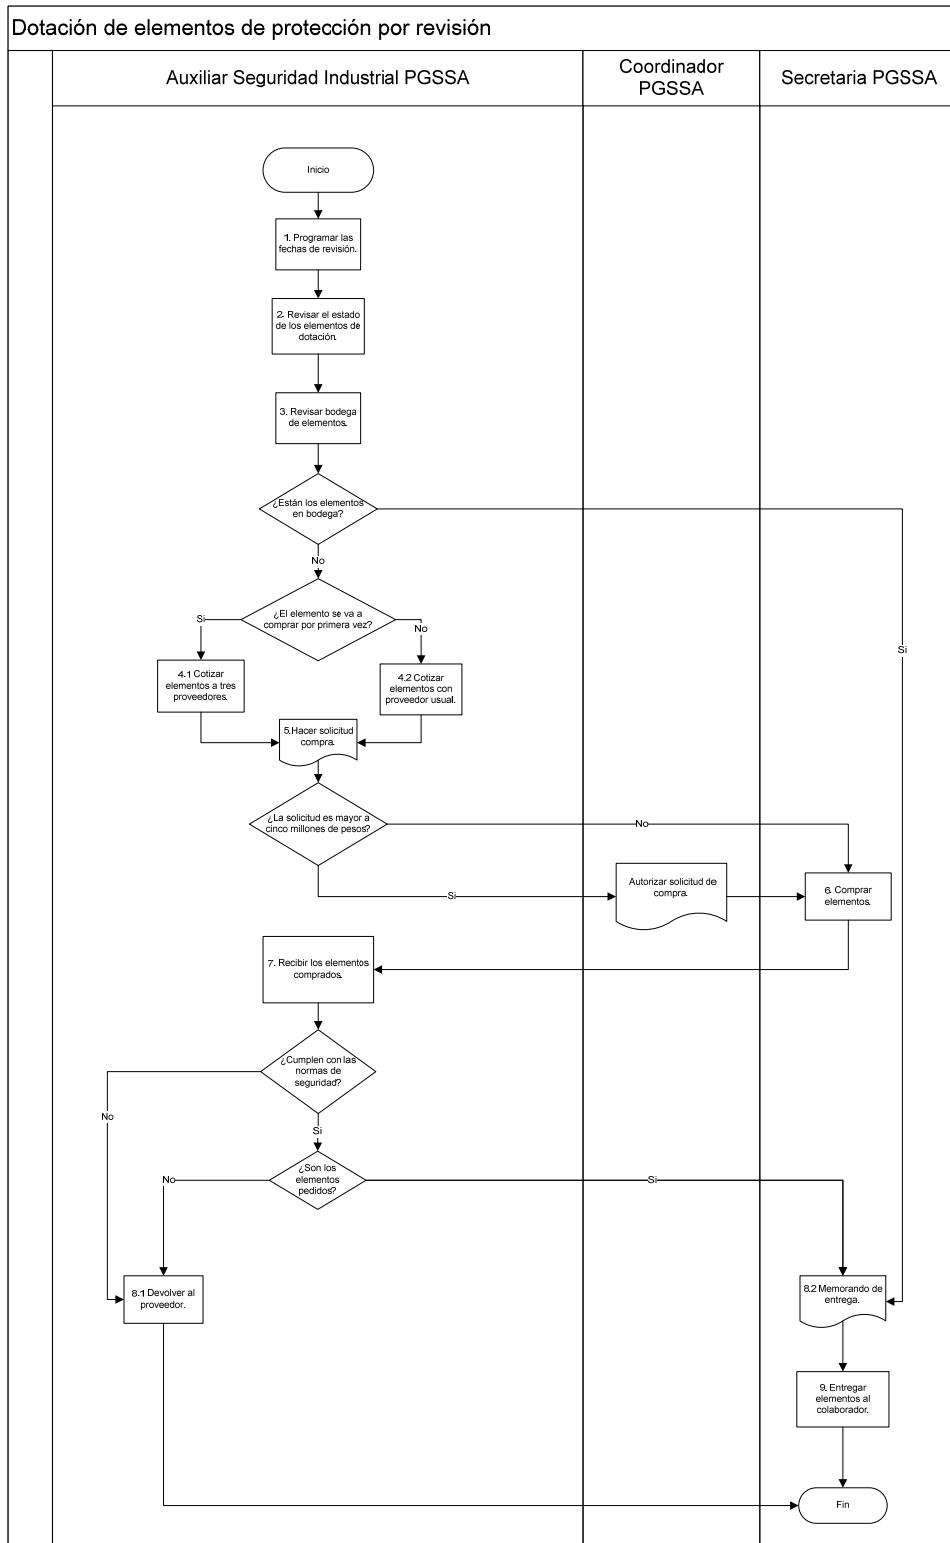 Dotación de elementos de protección por revisión
Auxiliar Seguridad Industrial PGSSA
Coordinador
PGSSA
Secretaria PGSSA
Inicio
1. Programar las
fechas de revisión.
2. Revisar el estado
de los elementos de
dotación.
3. Revisar bodega
de elementos.
¿Están los elementos
en bodega?
No
¿El elemento se va a
comprar por primera vez?
Si
No
Si
4.1 Cotizar
elementos a tres
proveedores.
4.2 Cotizar
elementos con
proveedor usual.
5.Hacer solicitud
compra.
¿La solicitud es mayor a
cinco millones de pesos?
No
Si
Autorizar solicitud de
compra.
6. Comprar
elementos.
7. Recibir los elementos
comprados.
¿Cumplen con las
normas de
seguridad?
No
Si
¿Son los
elementos
pedidos?
No
Si
8.1 Devolver al
proveedor.
8.2 Memorando de
entrega.
9. Entregar
elementos al
colaborador.
Fin